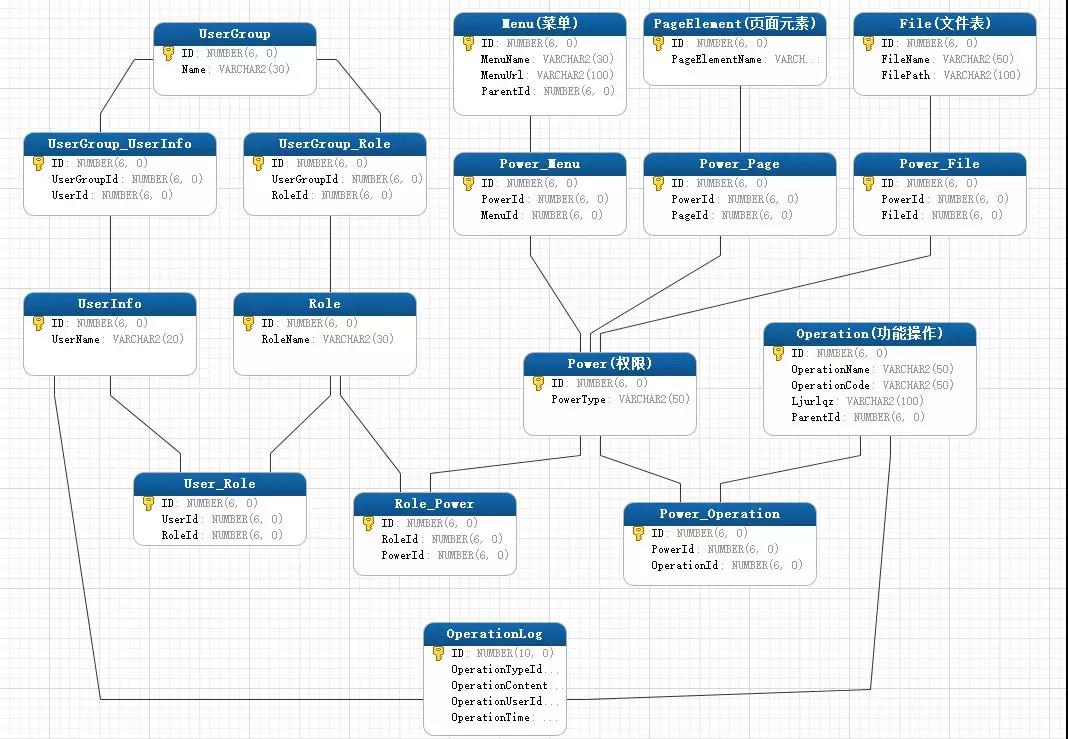 UserGroup
ID: NUMBER(6, 0)
Name: VARCHAR2(30)
Menu(菜单)
ID: NUMBER(6, 0)
MenuName: VARCHAR2(30)
MenuUrl: VARCHAR2(100)
ParentId: NUMBER(6, 0)
PageElement(页面元素)
ID: NUMBER(6, 0)
PageElementName: VARCH...
File(文件表)
ID: NUMBER(6, 0)
FileName: VARCHAR2(50)
FilePath: VARCHAR2(100)
UserGroup_UserInfo
ID: NUMBER(6, 0)
UserGroupId: NUMBER(6, 0)
UserId: NUMBER(6, 0)
UserGroup_Role
ID: NUMBER(6, 0)
UserGroupId: NUMBER(6, 0)
RoleId: NUMBER(6, 0)
Power_Menu
ID: NUMBER(6, 0)
PowerId: NUMBER(6, 0)
MenuId: NUMBER(6, 0)
Power_Page
ID: NUMBER(6, 0)
PowerId: NUMBER(6, 0)
PageId: NUMBER(6, 0)
Power_File
ID: NUMBER(6, 0)
PowerId: NUMBER(6, 0)
FileId: NUMBER(6, 0)
UserInfo
ID: NUMBER(6, 0)
UserName: VARCHAR2(20)
Role
ID: NUMBER(6, 0)
RoleName: VARCHAR2(30)
Power(权限)
ID: NUMBER(6, 0)
PowerType: VARCHAR2(50)
Operation(功能操作)
ID: NUMBER(6, 0)
OperationName: VARCHAR2(50)
OperationCode: VARCHAR2(50)
Ljurlqz: VARCHAR2(100)
ParentId: NUMBER(6, 0)
User_Role
ID: NUMBER(6, 0)
UserId: NUMBER(6, 0)
RoleId: NUMBER(6, 0)
Role_Power
ID: NUMBER(6, 0)
RoleId: NUMBER(6, 0)
PowerId: NUMBER(6, 0)
Power_Operation
ID: NUMBER(6, 0)
PowerId: NUMBER(6, 0)
OperationId: NUMBER(6, 0)
OperationLog
ID: NUMBER(10, 0)
OperationTypeId...
OperationContent...
OperationUserId...
OperationTime: ...